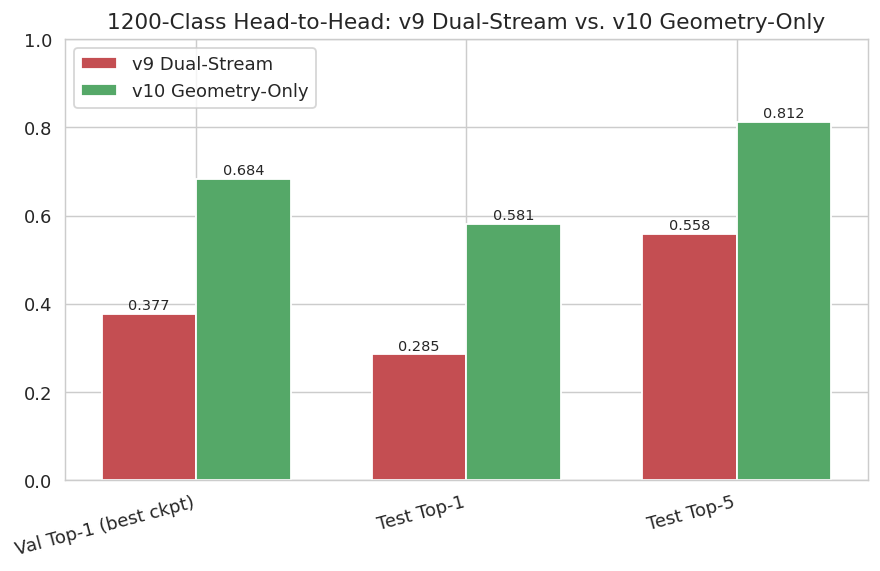 1200-Class Head-to-Head: v9 Dual-Stream vs. v10 Geometry-Only
1.0
0.8
0.6
0.4
0.2
0.0
v9 Dual-Stream
v10 Geometry-Only
0.377
0.684
0.285
0.581
0.558
0.812
Val Top-1 (best ckpt)
Test Top-1
Test Top-5